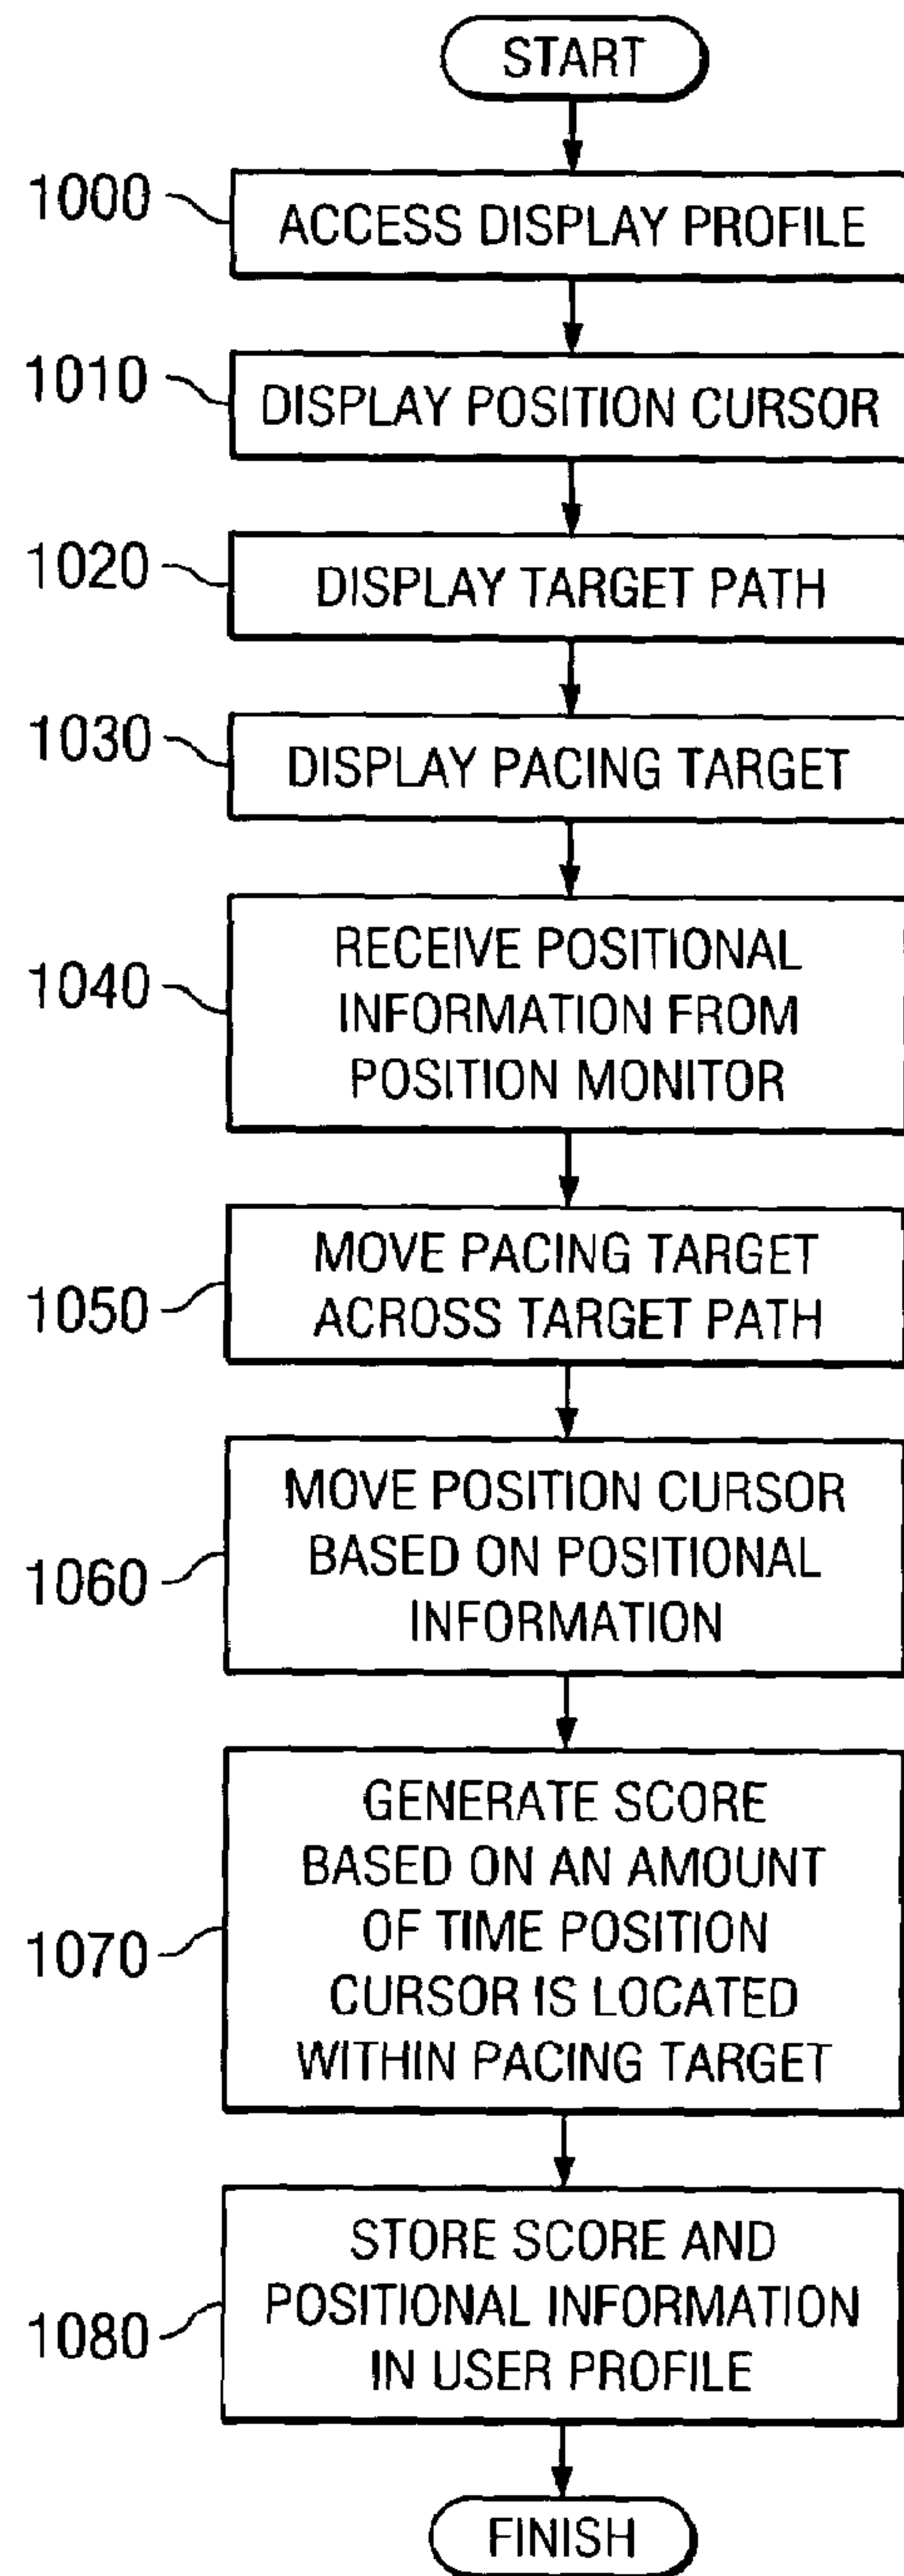 START
1000
ACCESS DISPLAY PROFILE
1010
DISPLAY POSITION CURSOR
1020
DISPLAY TARGET PATH
1030
DISPLAY PACING TARGET
1040
RECEIVE POSITIONAL
INFORMATION FROM
POSITION MONITOR
1050
MOVE PACING TARGET
ACROSS TARGET PATH
1060
MOVE POSITION CURSOR
BASED ON POSITIONAL
INFORMATION
1070
GENERATE SCORE
BASED ON AN AMOUNT
OF TIME POSITION
CURSOR IS LOCATED
WITHIN PACING TARGET
1080
STORE SCORE AND
POSITIONAL INFORMATION
IN USER PROFILE
FINISH